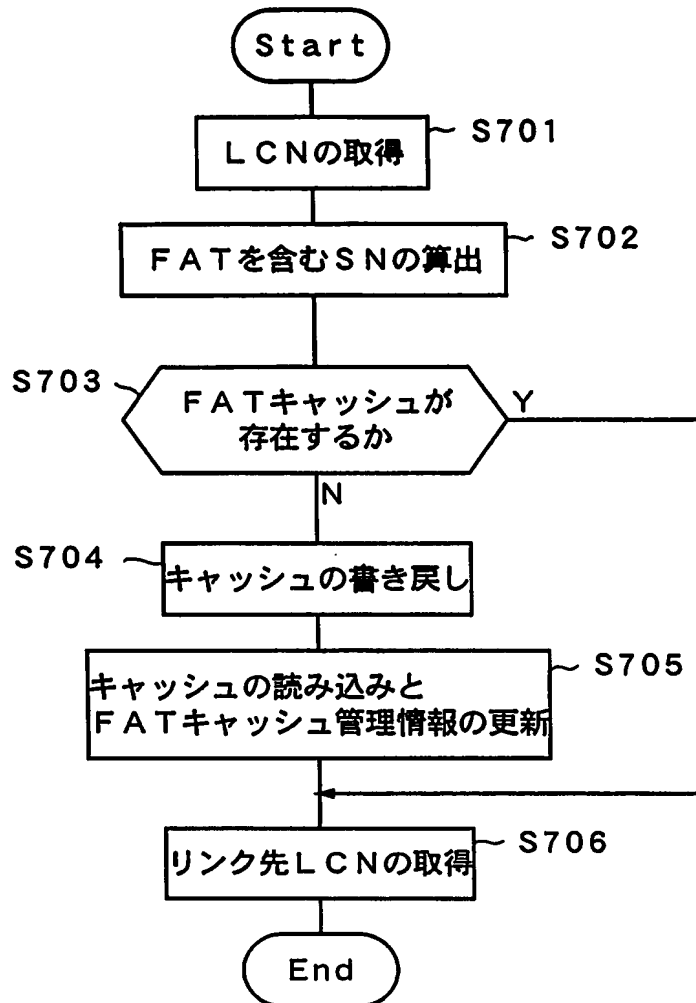 Start
LCNの取得
S701
FATを含むSNの算出
S702
S703
FATキャッシュが
存在するか
Y
N
S704
キャッシュの書き戻し
キャッシュの読み込みと
FATキャッシュ管理情報の更新
S705
リンク先LCNの取得
S706
End